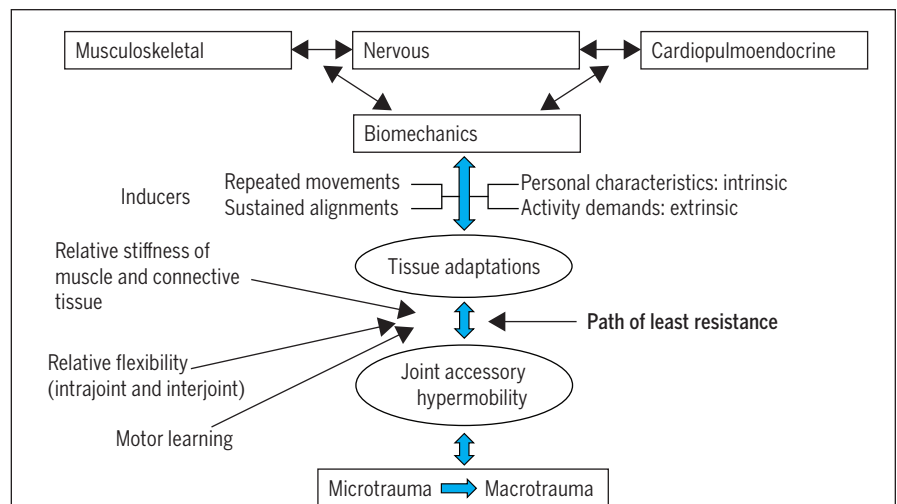 Musculoskeletal
Nervous
Cardiopulmoendocrine
Biomechanics
Inducers
Repeated movements
Sustained alignments
Personal characteristics: intrinsic
Activity demands: extrinsic
Relative stiffness of
muscle and connective
tissue
Tissue adaptations
Path of least resistance
Relative flexibility
(intrajoint and interjoint)
Motor learning
Joint accessory
hypermobility
Microtrauma
Macrotrauma